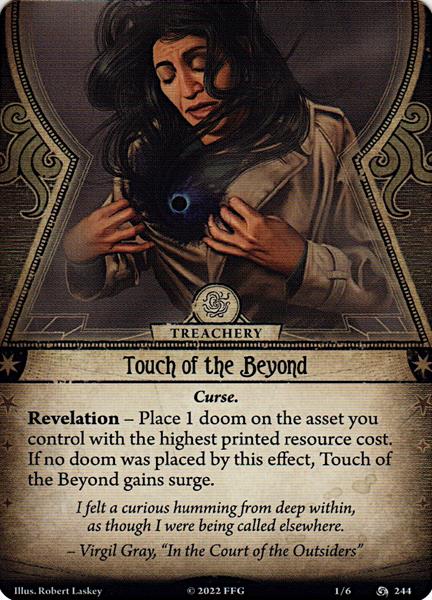 TREACHERY
Touch of the Beyond
Curse.
Revelation – Place 1 doom on the asset you
control with the highest printed resource cost.
If no doom was placed by this effect, Touch of
the Beyond gains surge.
I felt a curious humming from deep within,
as though I were being called elsewhere.
– Virgil Gray, “In the Court of the Outsiders”
Illus. Robert Laskey © 2022 FFG 1/6 244